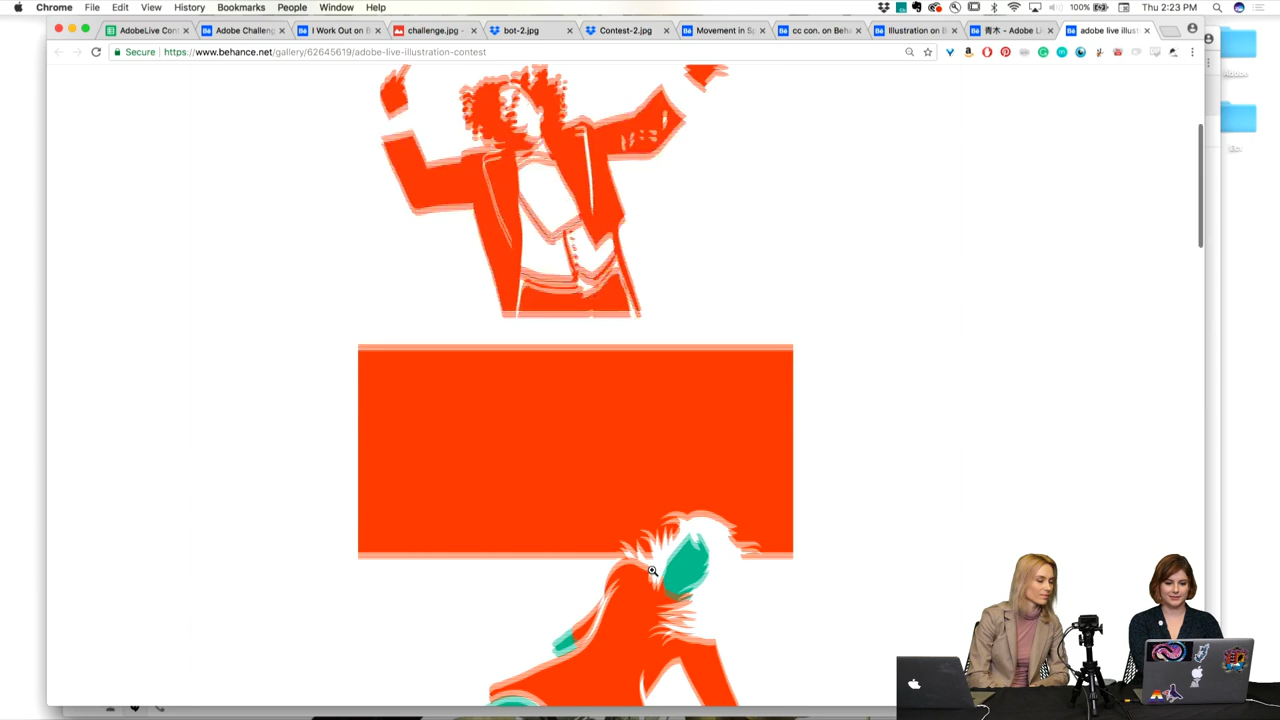 Chrome File Edit View History Bookmarks People Window Help 100% Thu 2:23 PM
AdobeLive Cont
Adobe Challeng
I Work Out on B
challenge.jpg -
bot-2.jpg
Contest-2.jpg
Movement in Sp
cc con. on Beha
Illustration on B
青木 - Adobe Li
adobe live illust
Secure https://www.behance.net/gallery/62645619/adobe-live-illustration-contest